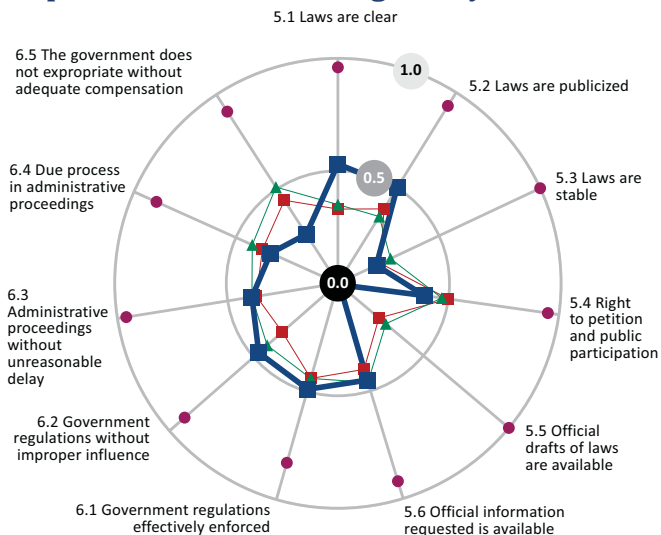 5.1 Laws are clear
6.5 The government does
not expropriate without
adequate compensation
1.0
5.2 Laws are publicized
6.4 Due process
in administrative
proceedings
0.5
5.3 Laws are
stable
0.0
6.3
Administrative
proceedings
without
unreasonable
delay
5.4 Right
to petition
and public
participation
6.2 Government
regulations without
improper influence
5.5 Official
drafts of laws
are available
6.1 Government regulations
effectively enforced
5.6 Official information
requested is available